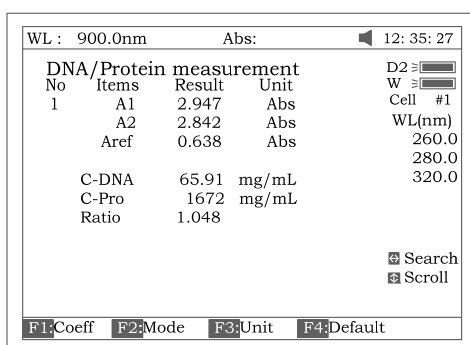 WL : 900.0nm Abs: 12: 35: 27
DNA/Protein measurement
No Items Result Unit
1 A1 2.947 Abs
A2 2.842 Abs
Aref 0.638 Abs
C-DNA 65.91 mg/mL
C-Pro 1672 mg/mL
Ratio 1.048
D2
W
Cell #1
WL(nm)
260.0
280.0
320.0
Search
Scroll
F1:Coeff F2:Mode F3:Unit F4:Default